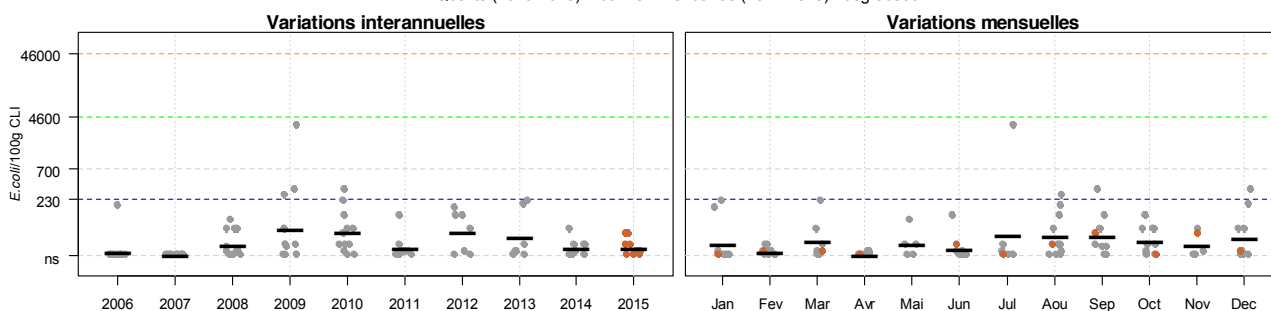 Variations interannuelles
Variations mensuelles
E.coli/100g CLI
46000
4600
700
230
ns
2006 2007 2008 2009 2010 2011 2012 2013 2014 2015
Jan Fev Mar Avr Mai Jun Jul Aou Sep Oct Nov Dec